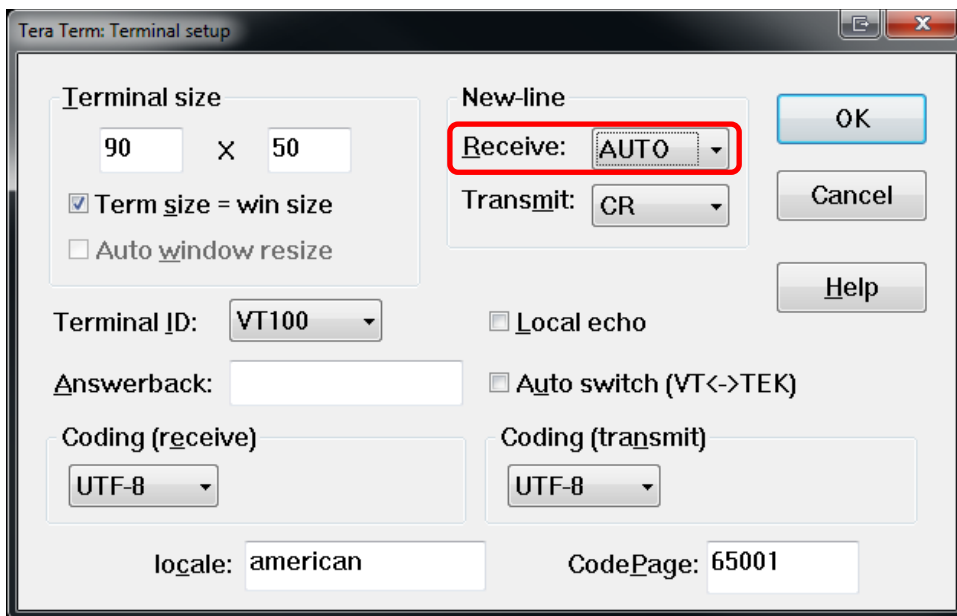 Tera Term: Terminal setup
Terminal size
90 x 50
Term size = win size
Auto window resize
New-line
Receive: AUTO
Transmit: CR
OK
Cancel
Help
Terminal ID: VT100
Local echo
Answerback:
Auto switch (VT<->TEK)
Coding (receive)
UTF-8
Coding (transmit)
UTF-8
locale: american
CodePage: 65001